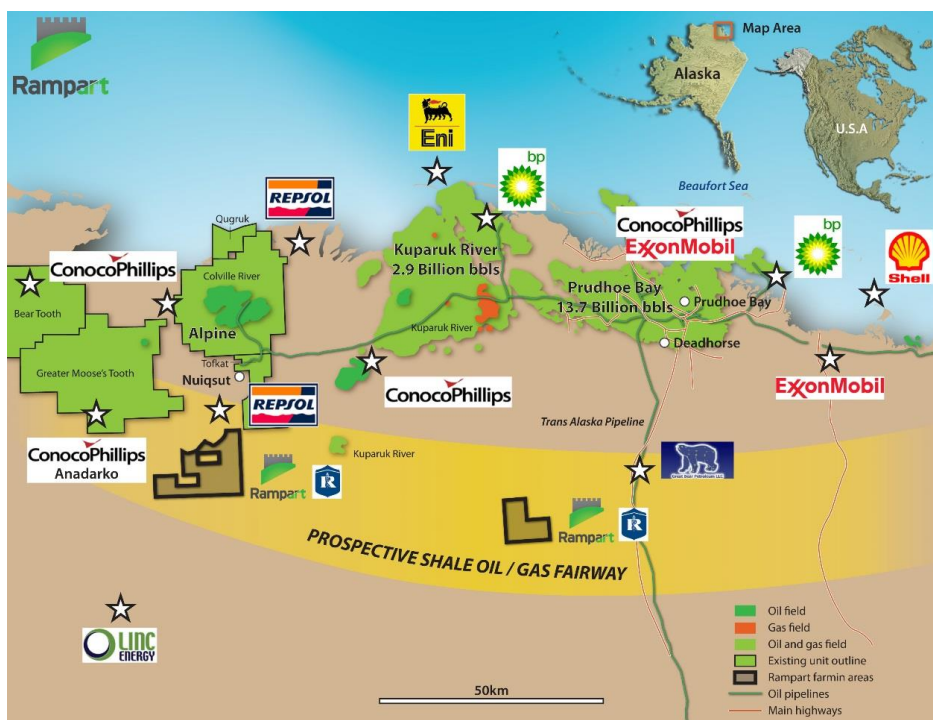 Rampart
Map Area
Alaska
U.S.A
Eni
bp
Beaufort Sea
REPSOL
Qugruk
ConocoPhillips
ExxonMobil
bp
Shell
Kuparuk River
2.9 Billion bbls
ConocoPhillips
Colville River
Prudhoe Bay
13.7 Billion bbls
Prudhoe Bay
Bear Tooth
Alpine
Kuparuk River
Deadhorse
Tofkat
Greater Moose's Tooth
Nuiqsut
ConocoPhillips
ExxonMobil
REPSOL
Trans Alaska Pipeline
ConocoPhillips
Anadarko
Kuparuk River
Rampart
R
Rampart
R
PROSPECTIVE SHALE OIL / GAS FAIRWAY
LINC
ENERGY
Oil field
Gas field
Oil and gas field
Existing unit outline
Rampart farmin areas
Oil pipelines
Main highways
50km